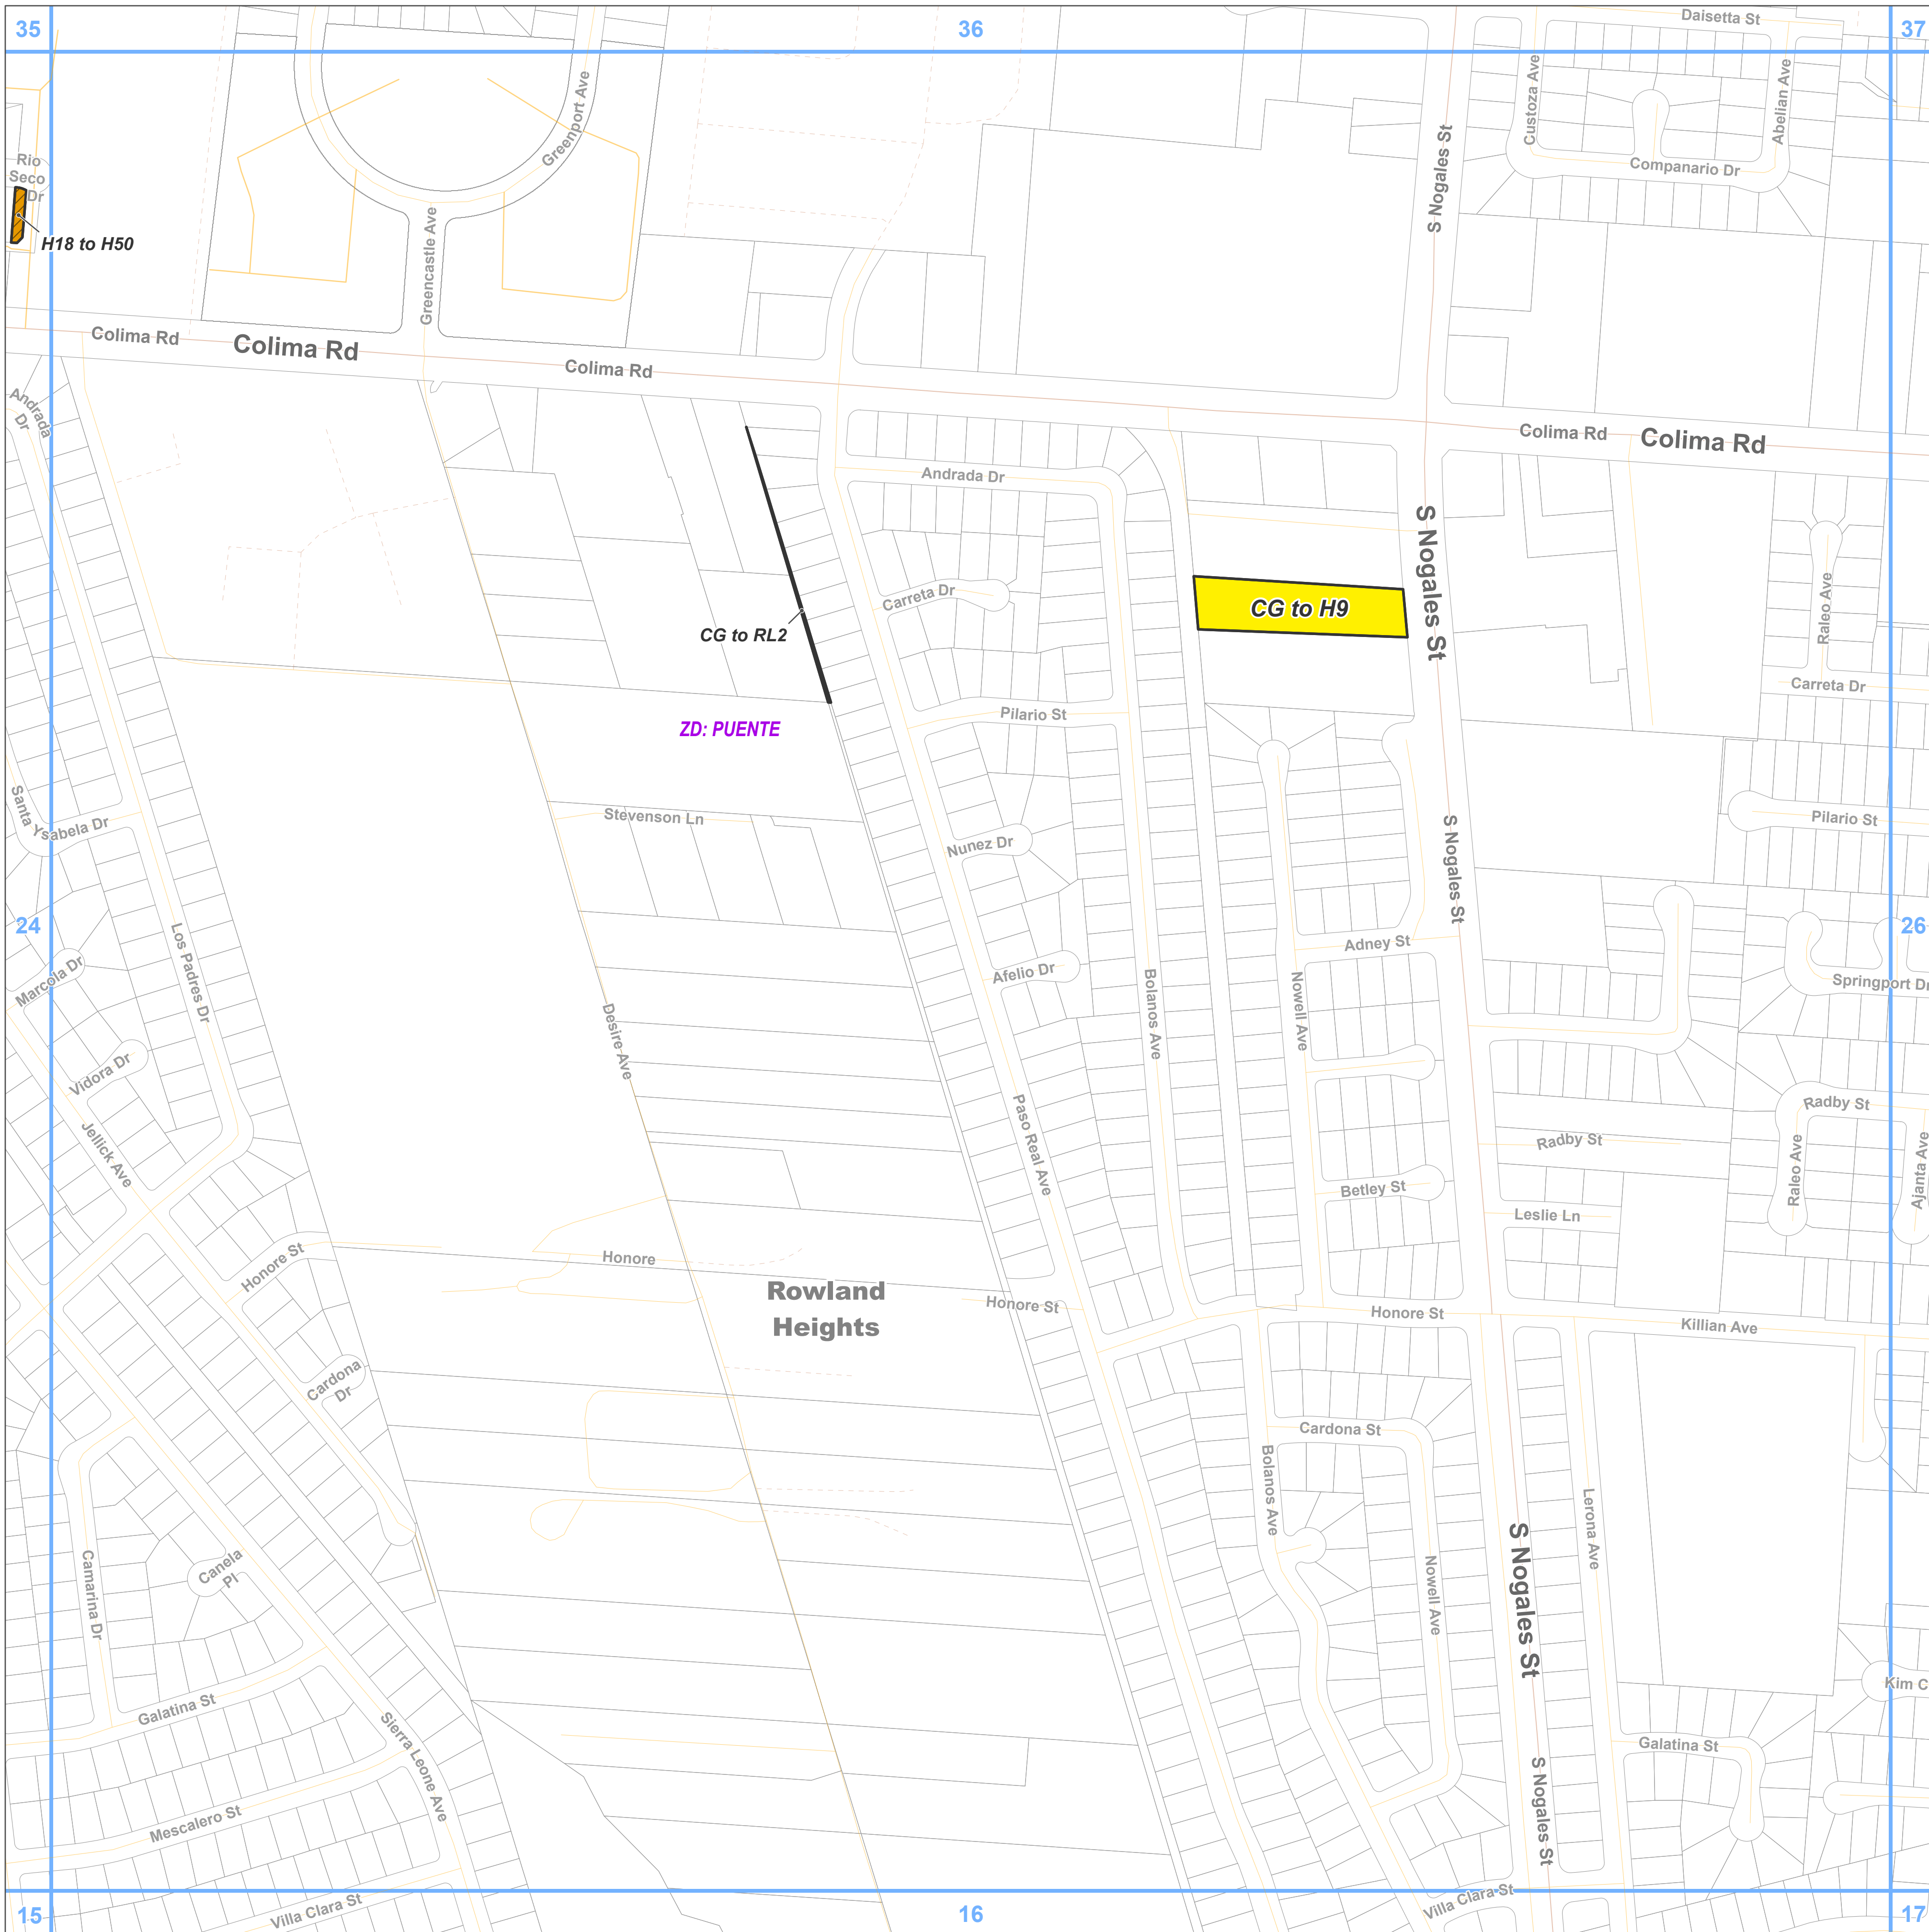 35
36
37
Daisetta St
Custoza Ave
Abelian Ave
Greenport Ave
S Nogales St
Companario Dr
Rio
Seco
Dr
H18 to H50
Greencastle Ave
Colima Rd
Colima Rd
Colima Rd
Colima Rd
Colima Rd
Andrada
Dr
Andrada Dr
S Nogales St
Carreta Dr
CG to H9
Raleo Ave
CG to RL2
Carreta Dr
Pilario St
ZD: PUENTE
Santa
Ysabela Dr
Stevenson Ln
Pilario St
Nunez Dr
S Nogales St
24
26
Los Padres Dr
Adney St
Marcola Dr
Afelio Dr
Bolanos Ave
Nowell Ave
Springport Dr
Desire Ave
Vidora Dr
Paso Real Ave
Radby St
Jellick Ave
Radby St
Raleo Ave
Ajanta Ave
Betley St
Leslie Ln
Honore St
Honore
Rowland
Heights
Honore St
Honore St
Killian Ave
Cardona
Dr
Cardona St
Bolanos Ave
Lerona Ave
Camarina Dr
Canela
Pl
Nowell Ave
S Nogales St
Kim C
Galatina St
Sierra Leone Ave
Galatina St
S Nogales St
Mescalero St
Villa Clara St
Villa Clara St
15
16
17